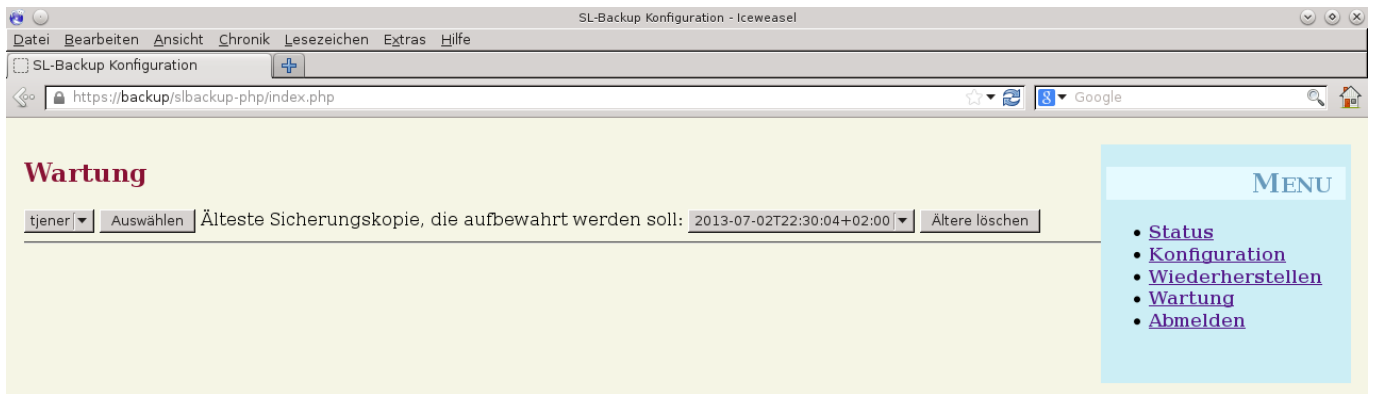 SL-Backup Konfiguration - Iceweasel
Datei Bearbeiten Ansicht Chronik Lesezeichen Extras Hilfe
SL-Backup Konfiguration
https://backup/slbackup-php/index.php
Google
Wartung
tjener Auswählen Älteste Sicherungskopie, die aufbewahrt werden soll: 2013-07-02T22:30:04+02:00 Ältere löschen
MENU
Status
Konfiguration
Wiederherstellen
Wartung
Abmelden